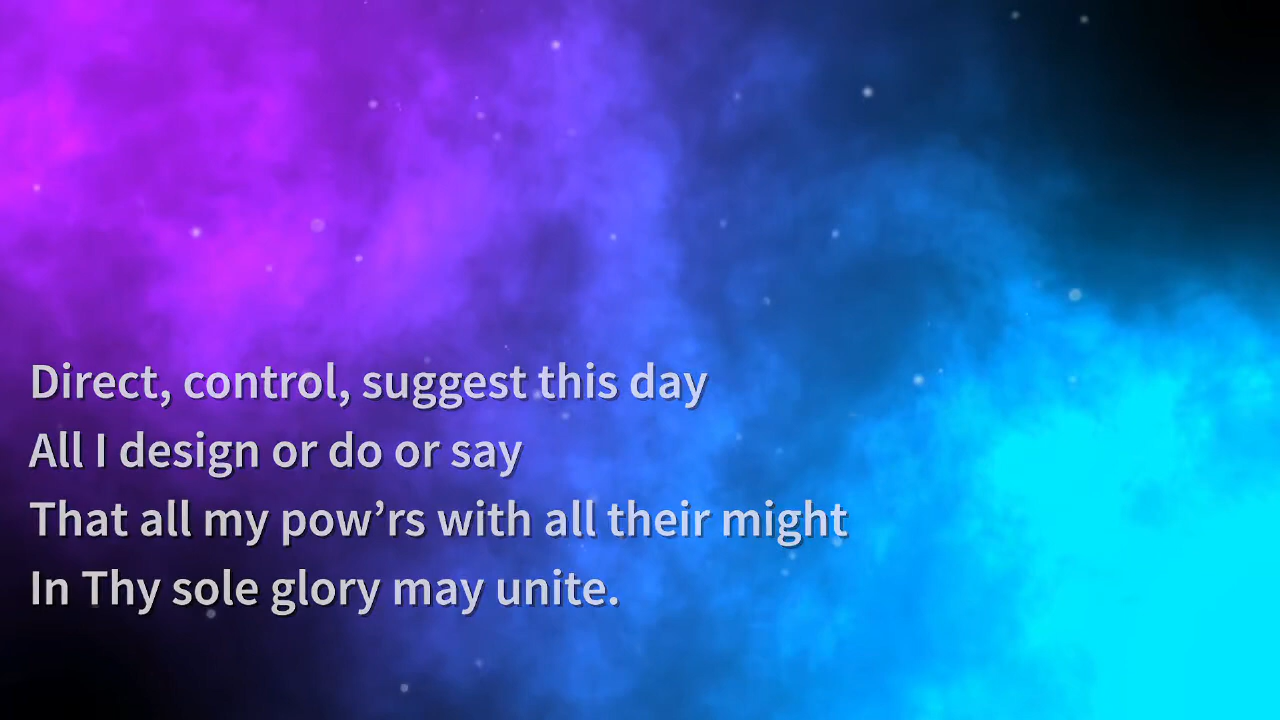 Direct, control, suggest this day
All I design or do or say
That all my pow’rs with all their might
In Thy sole glory may unite.